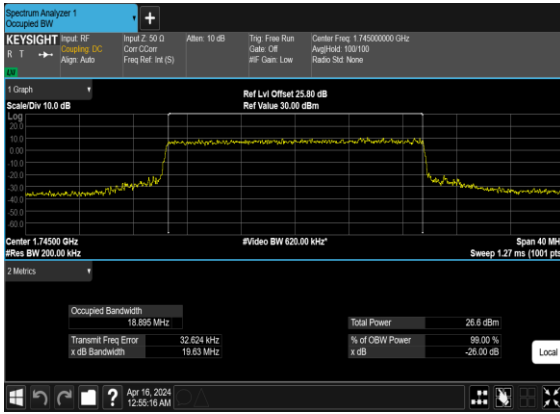 Spectrum Analyzer 1
Occupied BW
KEYSIGHT
R T
LV
Input: RF
Coupling: DC
Align: Auto
Input Z: 50 Ω
Corr CCorr
Freq Ref: Int (S)
Atten: 10 dB
Trig: Free Run
Gate: Off
#IF Gain: Low
Center Freq: 1.745000000 GHz
Avg|Hold: 100/100
Radio Std: None
1 Graph
Scale/Div 10.0 dB
Ref Lvl Offset 25.80 dB
Ref Value 30.00 dBm
Log
20.0
10.0
0.00
-10.0
-20.0
-30.0
-40.0
-50.0
-60.0
Center 1.74500 GHz
#Res BW 200.00 kHz
#Video BW 620.00 kHz*
Span 40 MH
Sweep 1.27 ms (1001 pts
2 Metrics
Occupied Bandwidth
18.895 MHz
Transmit Freq Error 32.624 kHz
x dB Bandwidth 19.63 MHz
Total Power 26.6 dBm
% of OBW Power 99.00 %
x dB -26.00 dB
Local
?
Apr 16, 2024
12:55:16 AM